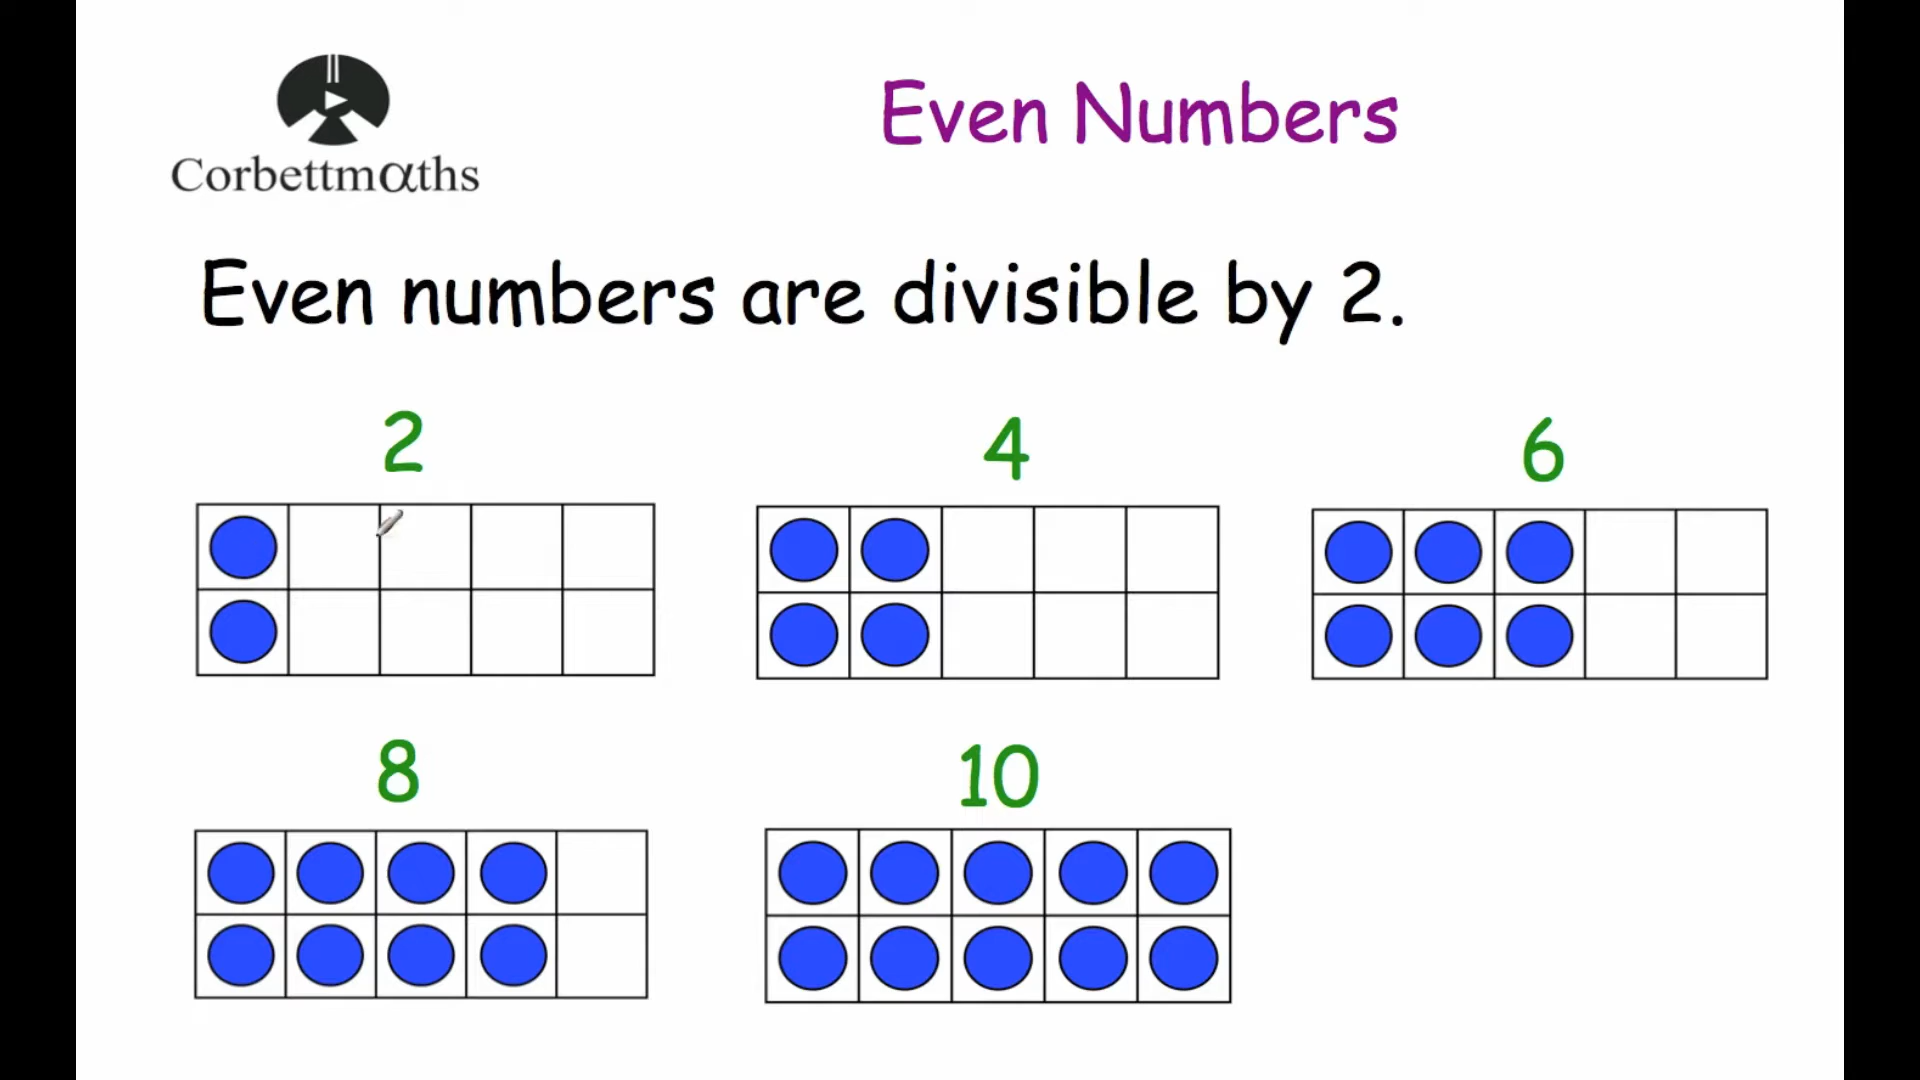 Corbettmαths
Even Numbers
Even numbers are divisible by 2.
2
4
6
8
10